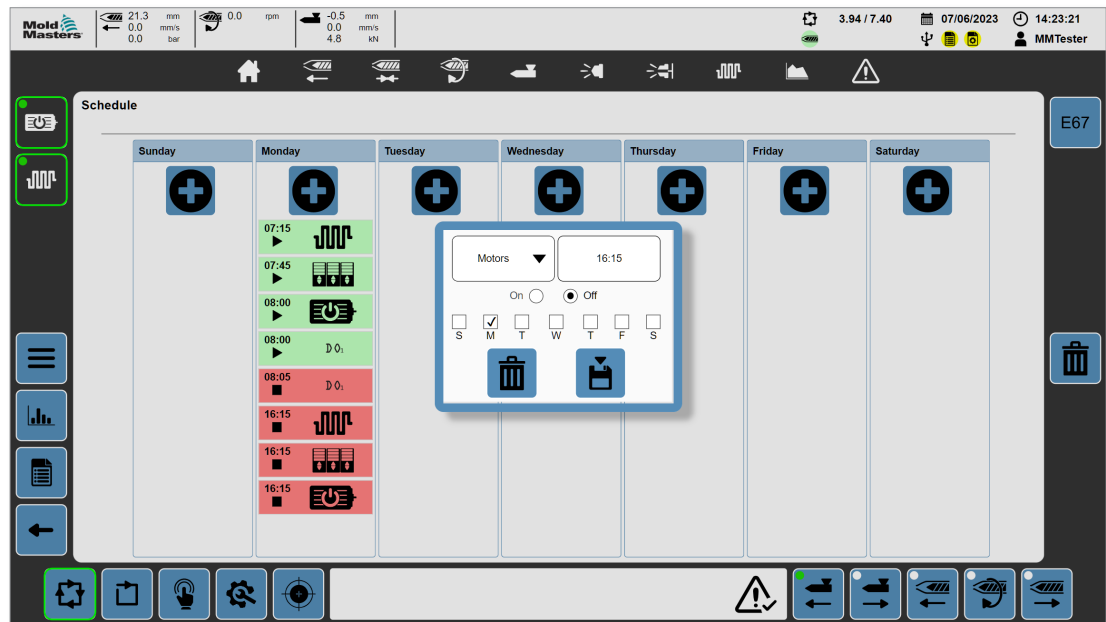 Mold
Masters
21.3 mm
0.0 mm/s
0.0 bar
0.0 rpm
-0.5 mm
0.0 mm/s
4.8 kN
3.94 / 7.40
07/06/2023
14:23:21
MMTester
Schedule
E67
Sunday Monday Tuesday Wednesday Thursday Friday Saturday
07:15
07:45
08:00
08:00 DO₁
08:05 DO₁
16:15
16:15
16:15
Motors 16:15
On Off
S M T W T F S